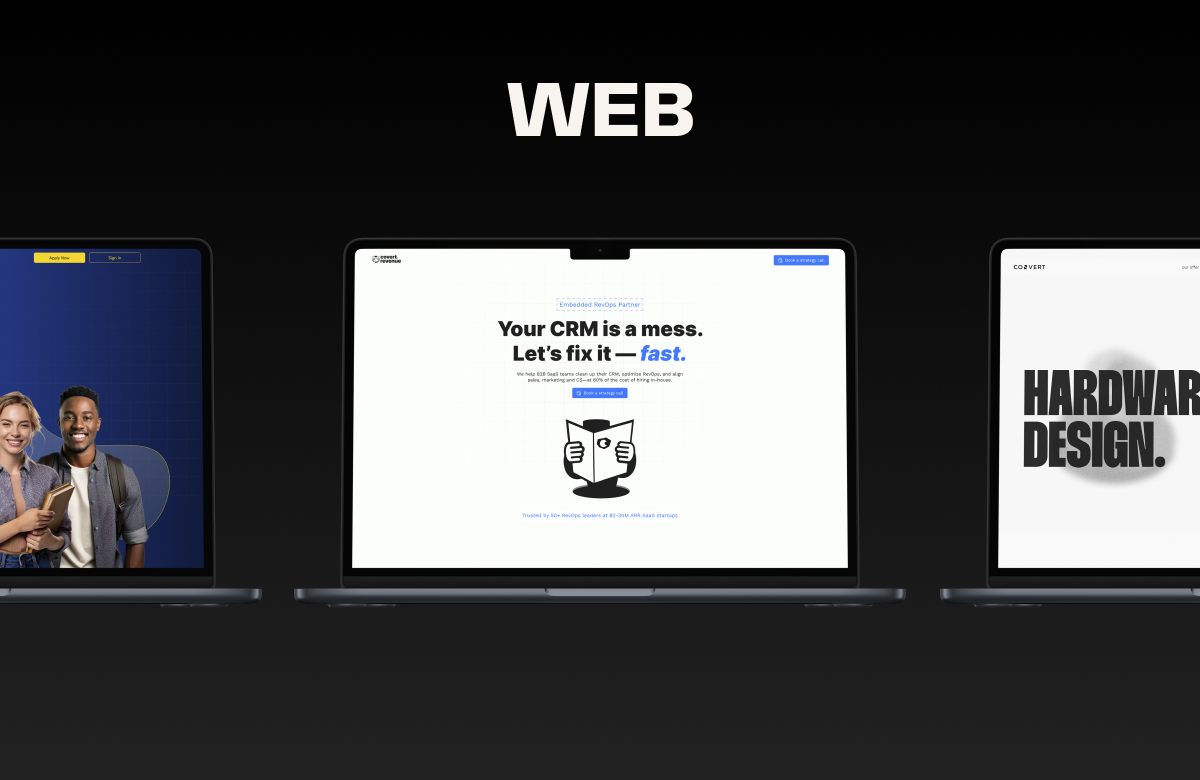 WEB
Apply Now
Sign In
covert
revenue
Book a strategy call
Embedded RevOps Partner
Your CRM is a mess.
Let's fix it — fast.
We help B2B SaaS teams clean up their CRM, optimize RevOps, and align
sales, marketing and CS—at 60% of the cost of hiring in-house.
Book a strategy call
Trusted by 50+ RevOps leaders at $2-30M ARR SaaS startups
CO2VERT
our offer
HARDWAR
DESIGN.